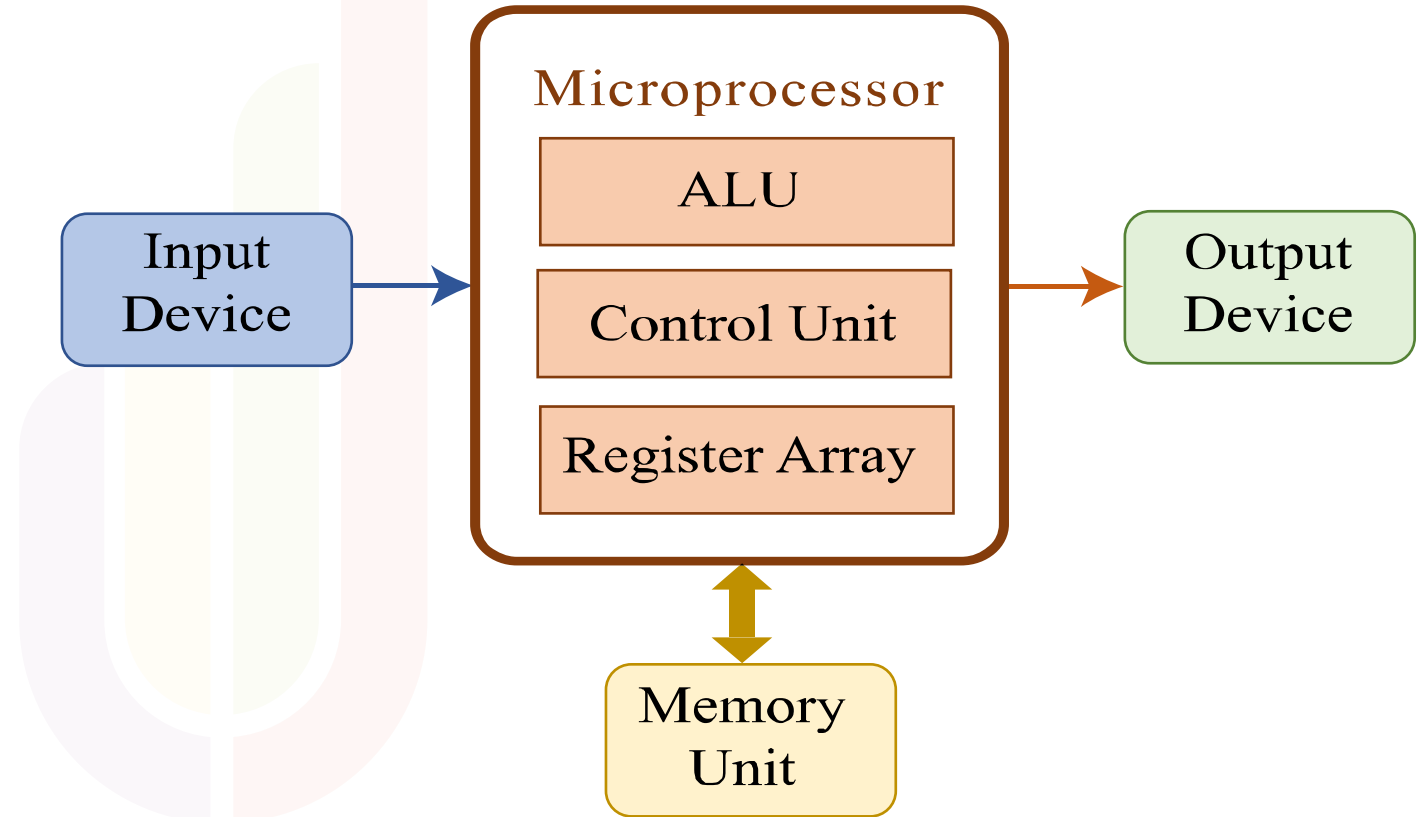 Microprocessor
ALU
Input
Device
Control Unit
Output
Device
Register Array
Memory
Unit